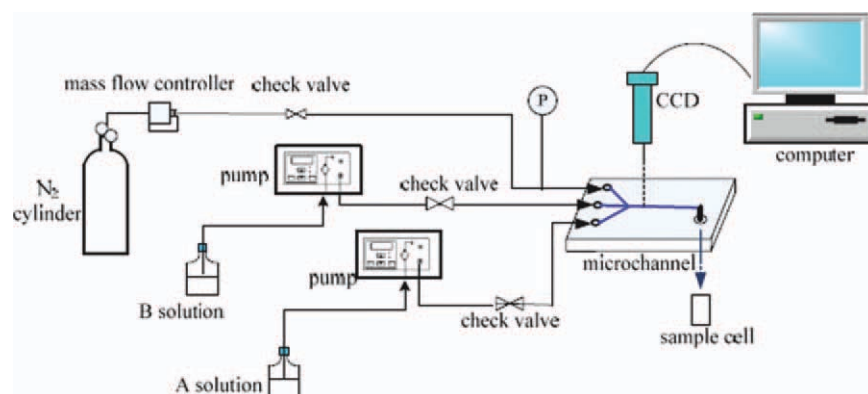 mass flow controller
check valve
P
CCD
computer
N₂
cylinder
pump
check valve
B solution
pump
microchannel
check valve
sample cell
A solution